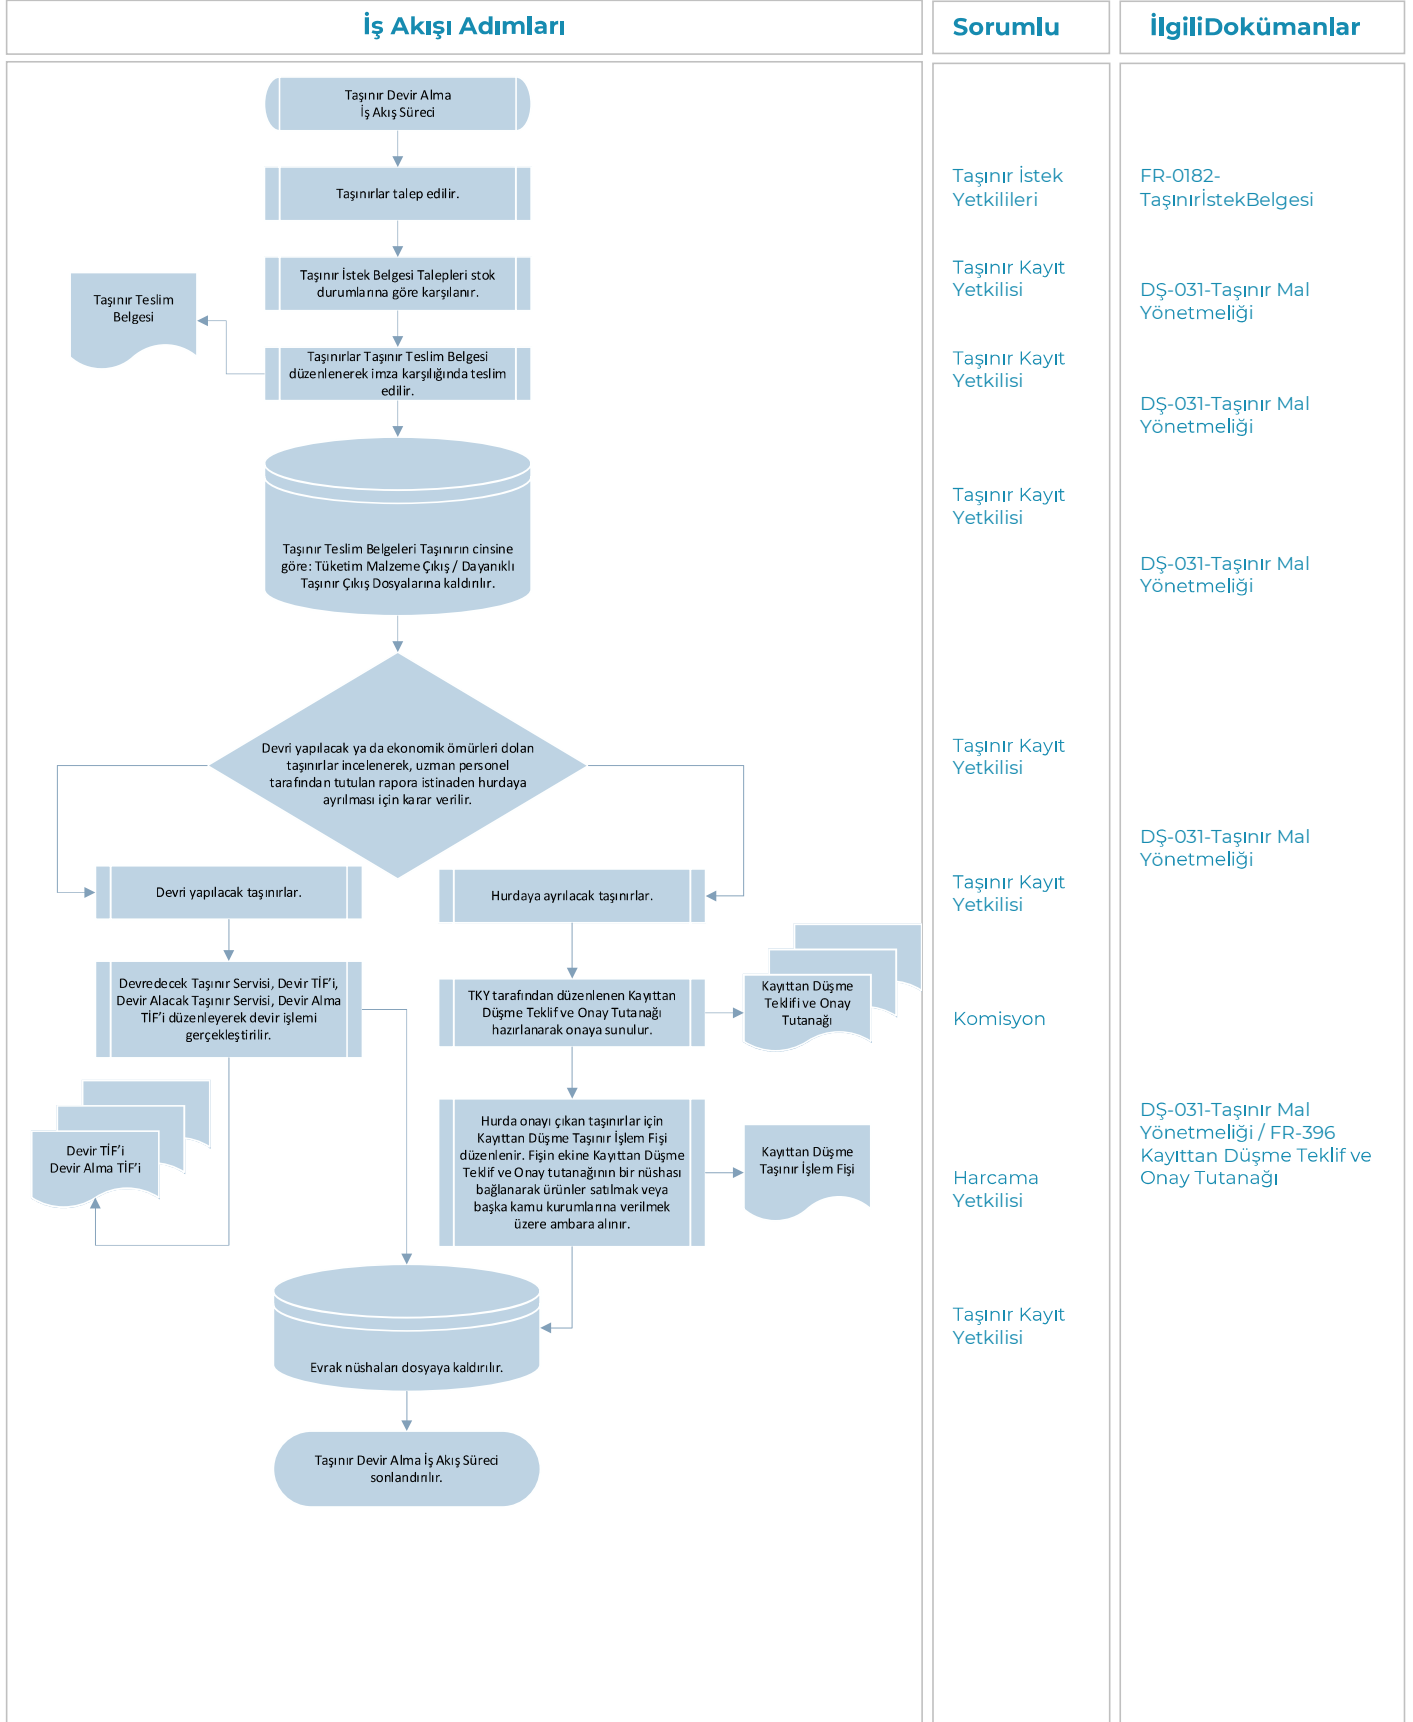 İş Akışı Adımları
Sorumlu
İlgiliDokümanlar
Taşınır Devir Alma
İş Akış Süreci
Taşınırlar talep edilir.
Taşınır İstek Belgesi Talepleri stok
durumlarına göre karşılanır.
Taşınır Teslim
Belgesi
Taşınırlar Taşınır Teslim Belgesi
düzenlenerek imza karşılığında teslim
edilir.
Taşınır Teslim Belgeleri Taşınırın cinsine
göre: Tüketim Malzeme Çıkış / Dayanıklı
Taşınır Çıkış Dosyalarına kaldırılır.
Devri yapılacak ya da ekonomik ömürleri dolan
taşınırlar incelenerek, uzman personel
tarafından tutulan rapora istinaden hurdaya
ayrılması için karar verilir.
Devri yapılacak taşınırlar.
Hurdaya ayrılacak taşınırlar.
Devredecek Taşınır Servisi, Devir TİF’i,
Devir Alacak Taşınır Servisi, Devir Alma
TİF’i düzenleyerek devir işlemi
gerçekleştirilir.
TKY tarafından düzenlenen Kayıttan
Düşme Teklif ve Onay Tutanağı
hazırlanarak onaya sunulur.
Kayıttan Düşme
Teklifi ve Onay
Tutanağı
Devir TİF’i
Devir Alma TİF’i
Hurda onayı çıkan taşınırlar için
Kayıttan Düşme Taşınır İşlem Fişi
düzenlenir. Fişin ekine Kayıttan Düşme
Teklif ve Onay tutanağının bir nüshası
bağlanarak ürünler satılmak veya
başka kamu kurumlarına verilmek
üzere ambara alınır.
Kayıttan Düşme
Taşınır İşlem Fişi
Evrak nüshaları dosyaya kaldırılır.
Taşınır Devir Alma İş Akış Süreci
sonlandırılır.
Taşınır İstek
Yetkilileri
Taşınır Kayıt
Yetkilisi
Taşınır Kayıt
Yetkilisi
Taşınır Kayıt
Yetkilisi
Taşınır Kayıt
Yetkilisi
Taşınır Kayıt
Yetkilisi
Komisyon
Harcama
Yetkilisi
Taşınır Kayıt
Yetkilisi
FR-0182-
TaşınırİstekBelgesi
DŞ-031-Taşınır Mal
Yönetmeliği
DŞ-031-Taşınır Mal
Yönetmeliği
DŞ-031-Taşınır Mal
Yönetmeliği
DŞ-031-Taşınır Mal
Yönetmeliği
DŞ-031-Taşınır Mal
Yönetmeliği / FR-396
Kayıttan Düşme Teklif ve
Onay Tutanağı